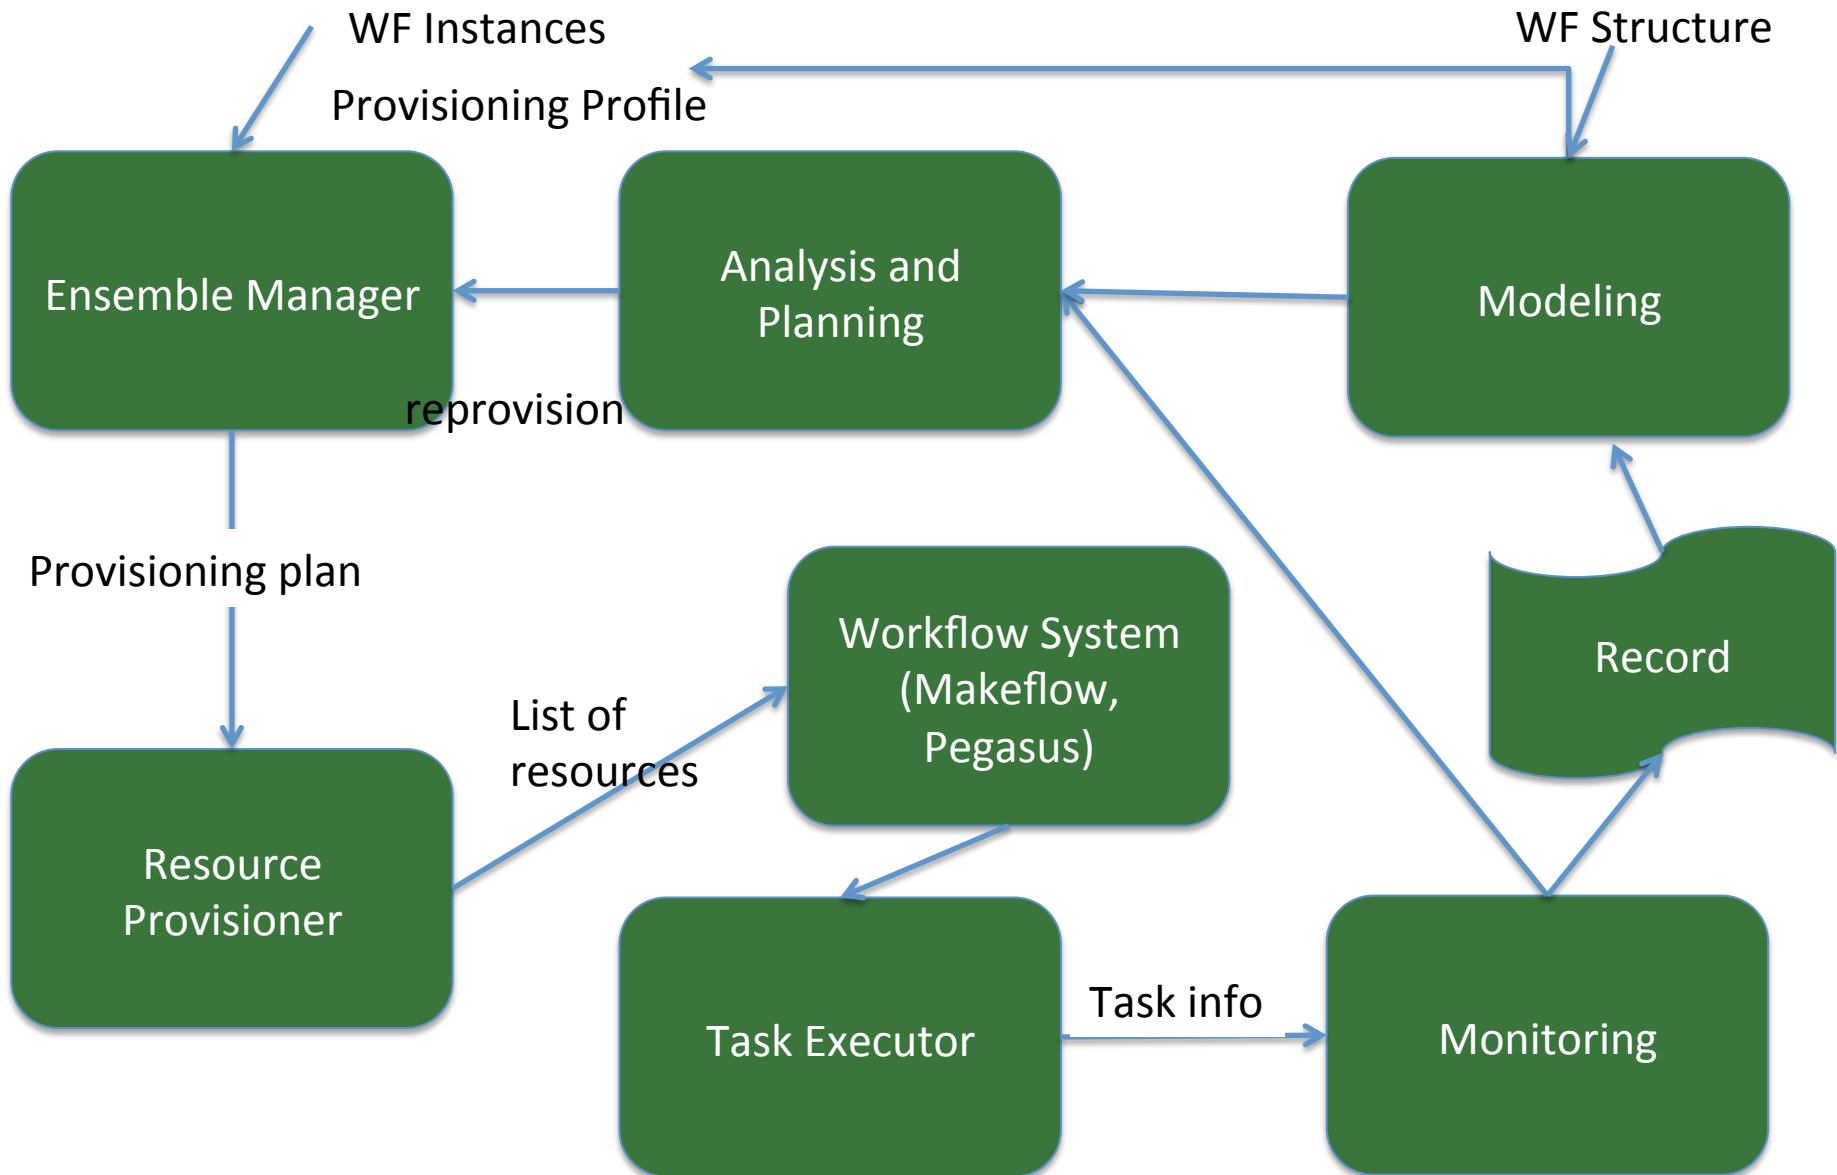 WF Instances
WF Structure
Provisioning Profile
Ensemble Manager
Analysis and
Planning
Modeling
reprovision
Provisioning plan
Workflow System
(Makeflow,
Pegasus)
Record
List of
resources
Resource
Provisioner
Task Executor
Task info
Monitoring